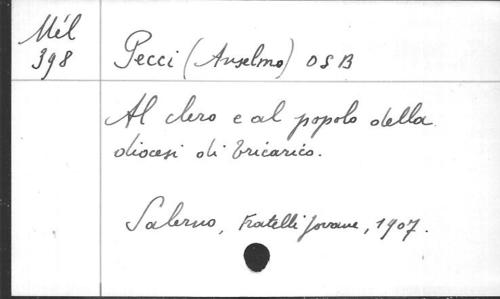 Mél
398
Pecci (Anselmo) OSB
Al clero e al popolo della
diocesi di Tricarico.
Salerno, Fratelli Jovane, 1907.